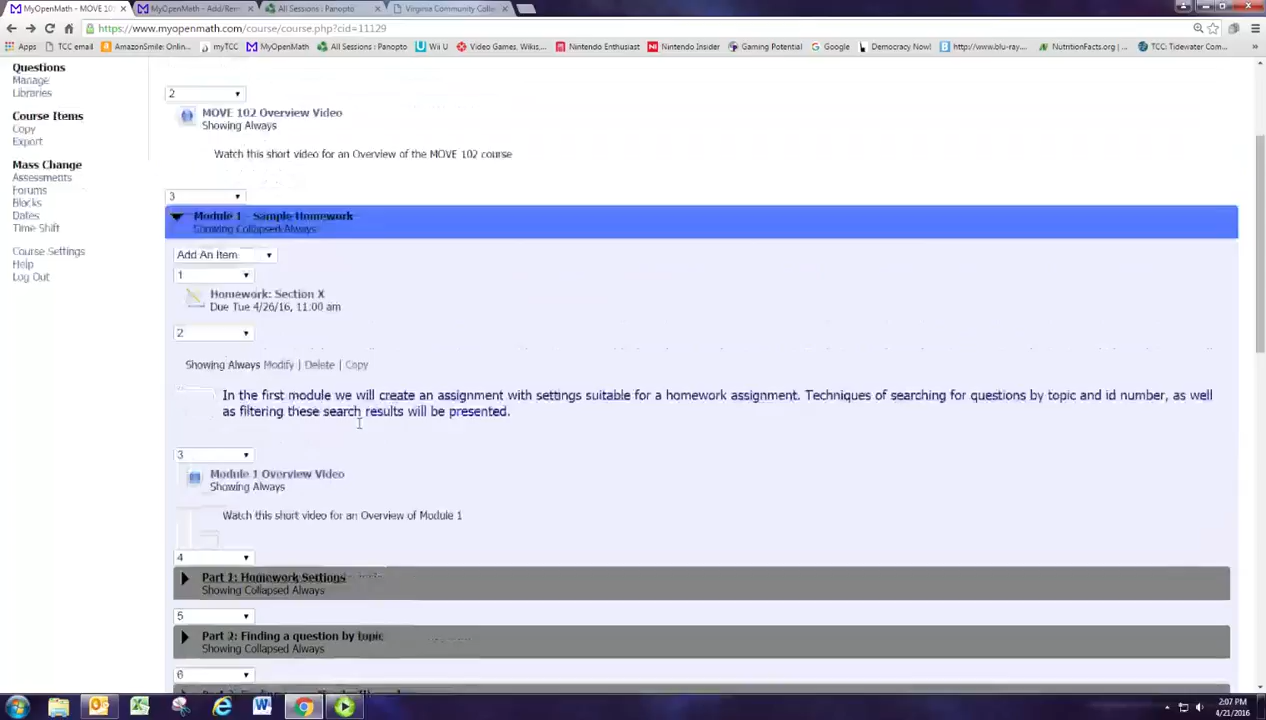 MyOpenMath - MOVE 10
MyOpenMath - Add/Rem
All Sessions | Panopto
Virginia Community Colle
https://www.myopenmath.com/course/course.php?cid=11129
Apps
TCC email
AmazonSmile: Onlin...
myTCC
MyOpenMath
All Sessions : Panopto
Wii U
Video Games, Wikis...
Nintendo Enthusiast
Nintendo Insider
Gaming Potential
Google
Democracy Now!
http://www.blu-ray...
NutritionFacts.org |...
TCC: Tidewater Com...
Questions
Manage
Libraries
Course Items
Copy
Export
Mass Change
Assessments
Forums
Blocks
Dates
Time Shift
Course Settings
Help
Log Out
2
MOVE 102 Overview Video
Showing Always
Watch this short video for an Overview of the MOVE 102 course
3
Module 1 - Sample Homework
Showing Collapsed Always
Add An Item
1
Homework: Section X
Due Tue 4/26/16, 11:00 am
2
Showing Always Modify | Delete | Copy
In the first module we will create an assignment with settings suitable for a homework assignment. Techniques of searching for questions by topic and id number, as well
as filtering these search results will be presented.
3
Module 1 Overview Video
Showing Always
Watch this short video for an Overview of Module 1
4
Part 1: Homework Settings
Showing Collapsed Always
5
Part 2: Finding a question by topic
Showing Collapsed Always
6
2:07 PM
4/21/2016